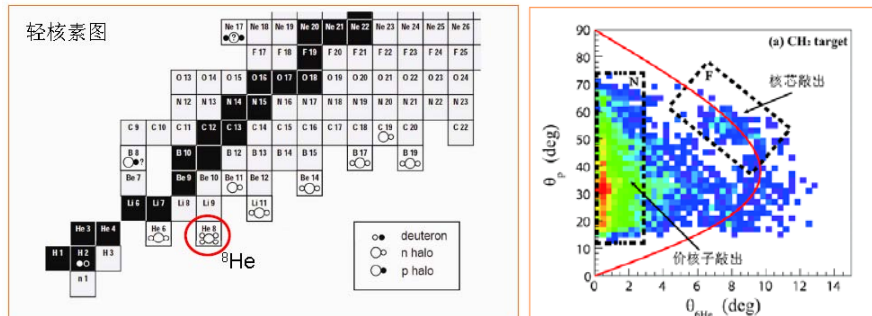 轻核素图
Ne 17 Ne 18 Ne 19 Ne 20 Ne 21 Ne 22 Ne 23 Ne 24 Ne 25 Ne 26
?
F 17 F 18 F 19 F 20 F 21 F 22 F 23 F 24 F 25
O 13 O 14 O 15 O 16 O 17 O 18 O 19 O 20 O 21 O 22 O 23 O 24
N 12 N 13 N 14 N 15 N 16 N 17 N 18 N 19 N 20 N 21 N 22 N 23
C 9 C 10 C 11 C 12 C 13 C 14 C 15 C 16 C 17 C 18 C 19 C 20 C 22
B 8 B 10 B 12 B 13 B 14 B 15 B 17 B 19
?
Be 7 Be 9 Be 10 Be 11 Be 12 Be 14
Li 6 Li 7 Li 8 Li 9 Li 11
He 3 He 4 He 6 He 8
H 1 H 2 H 3
n 1
8He
deuteron
n halo
p halo
(a) CH₂ target
N
F
核芯敲出
价核子敲出
θp (deg)
90
80
70
60
50
40
30
20
10
0
0 2 4 6 8 10 12 14
θ6He (deg)